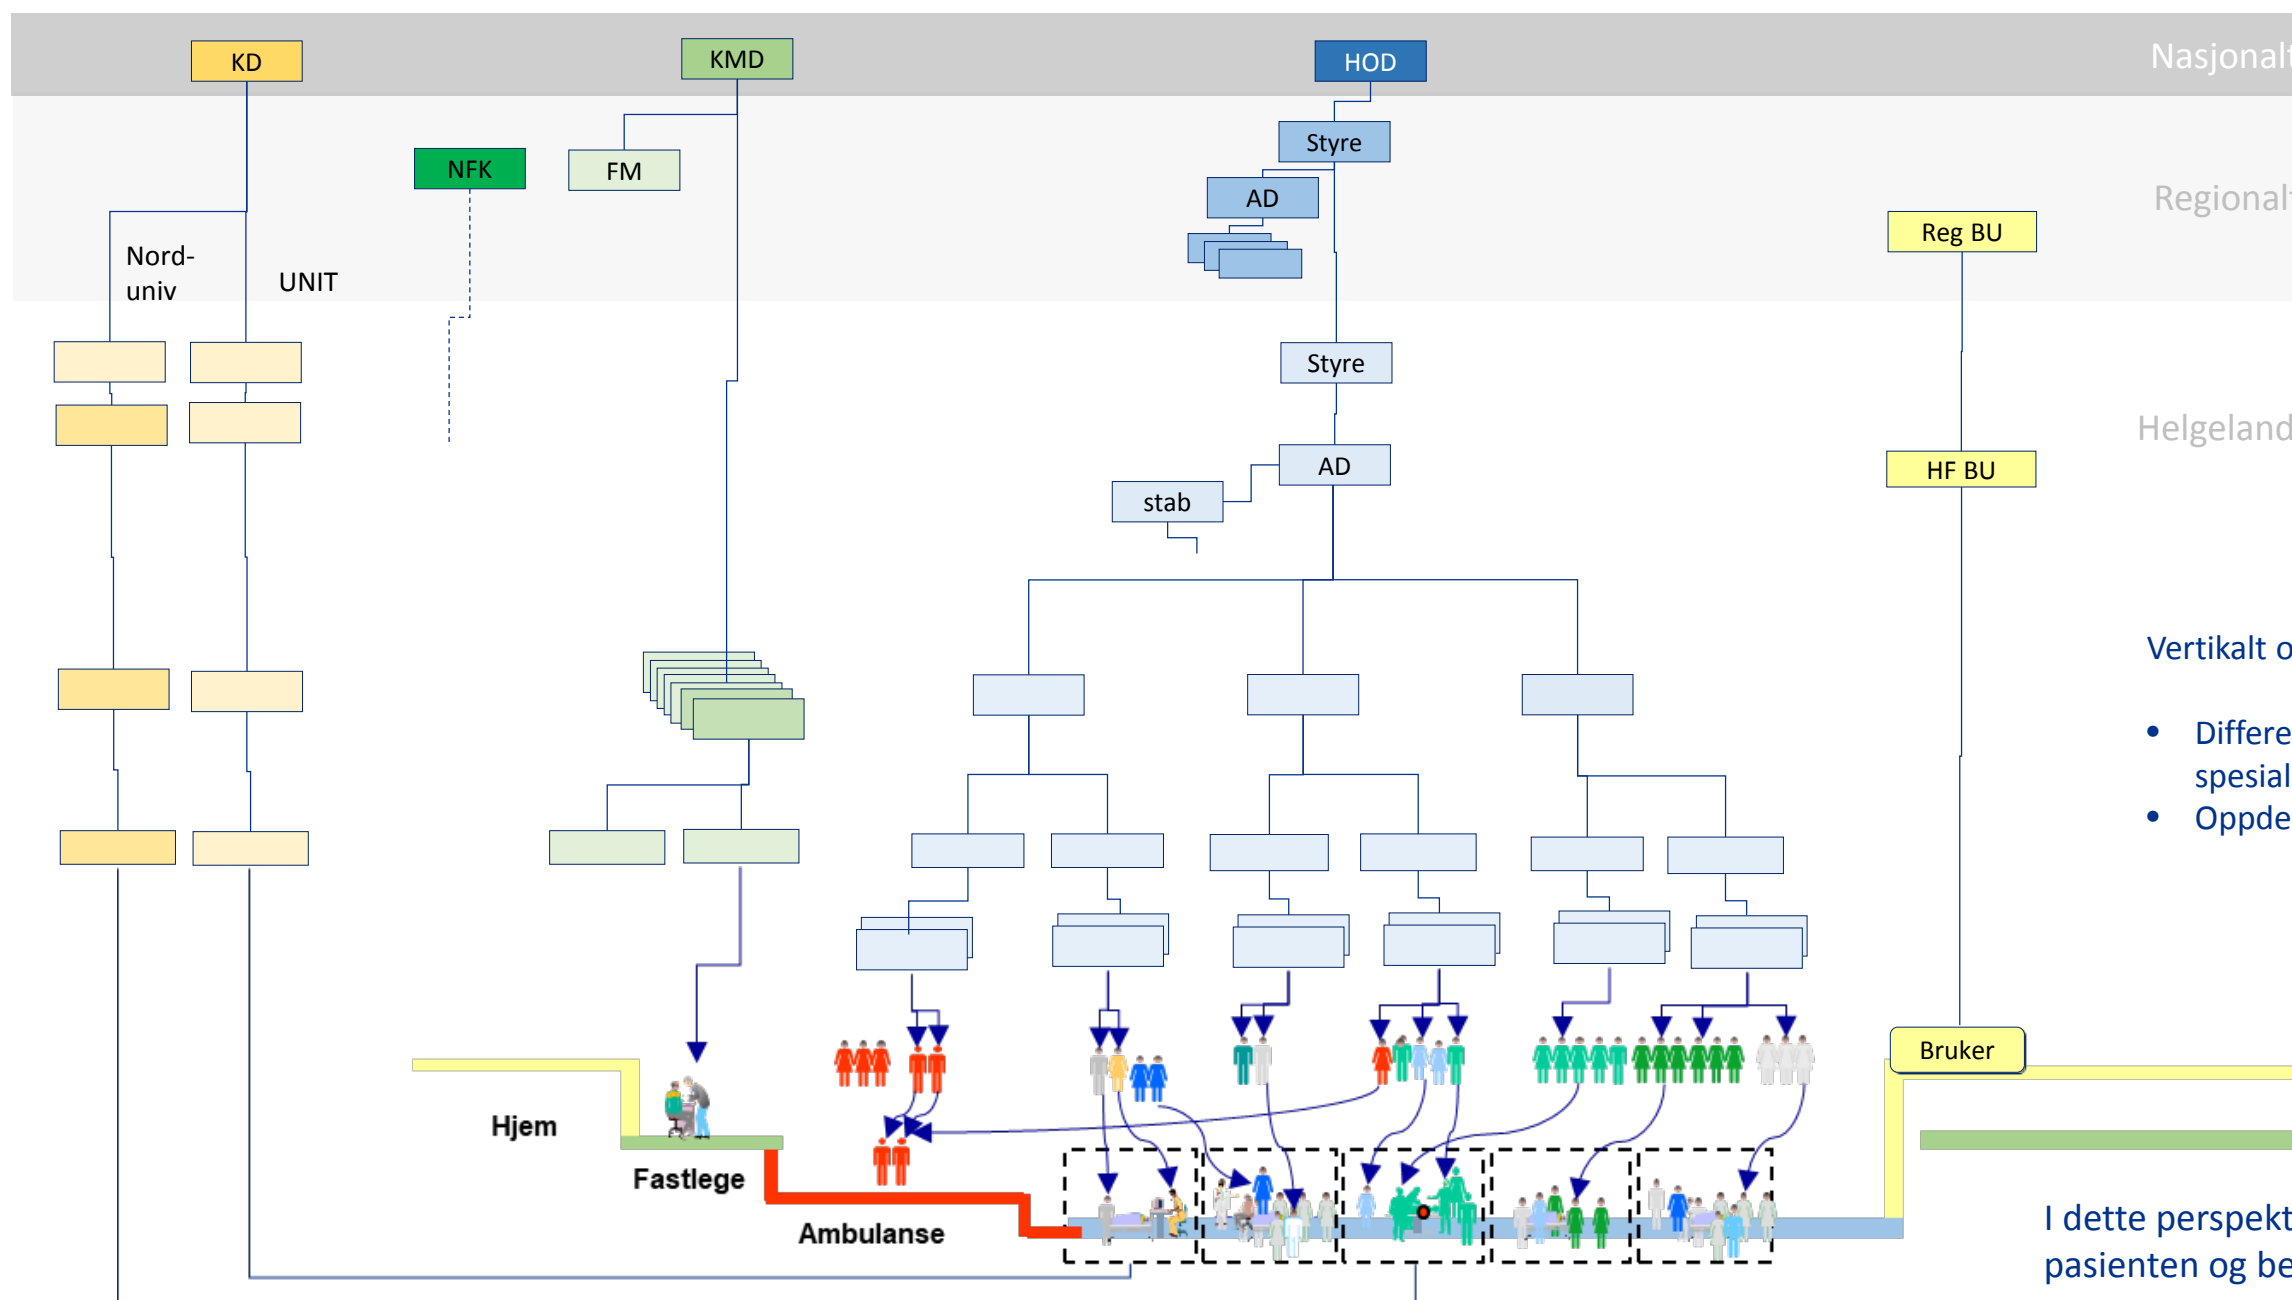 KD
KMD
HOD
Nasjonalt
Styre
NFK
FM
AD
Regionalt
Reg BU
Nord-
univ
UNIT
Styre
Helgeland
AD
HF BU
stab
Vertikalt o
• Differe
spesial
• Oppde
Bruker
Hjem
Fastlege
Ambulanse
I dette perspekt
pasienten og be